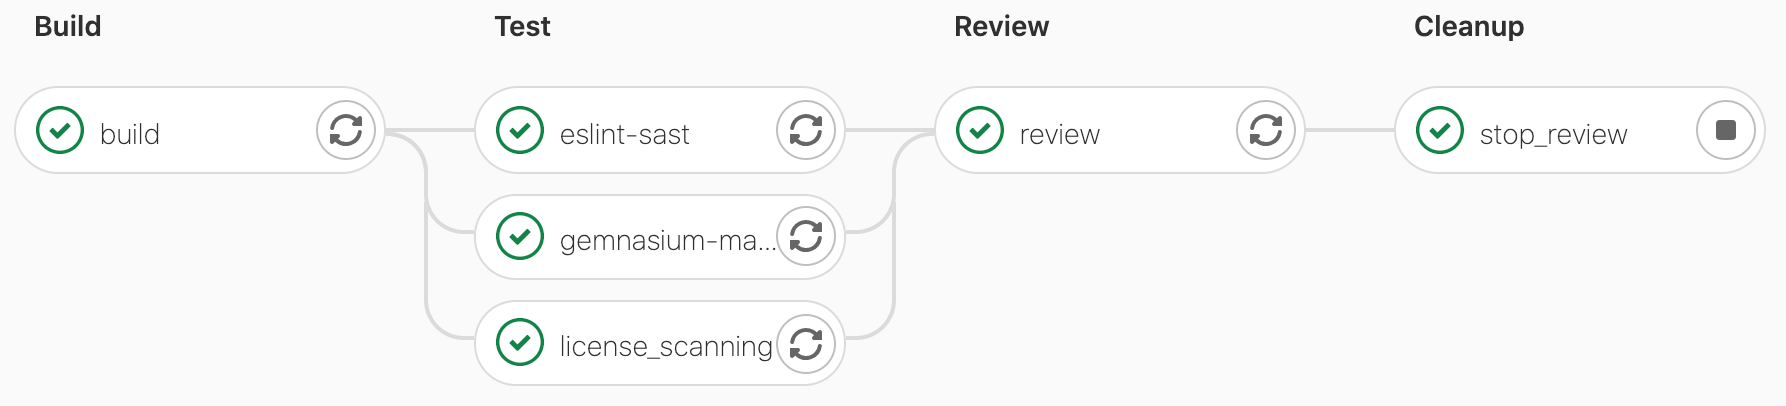 Build
Test
Review
Cleanup
build
eslint-sast
review
stop_review
gemnasium-ma...
license_scanning